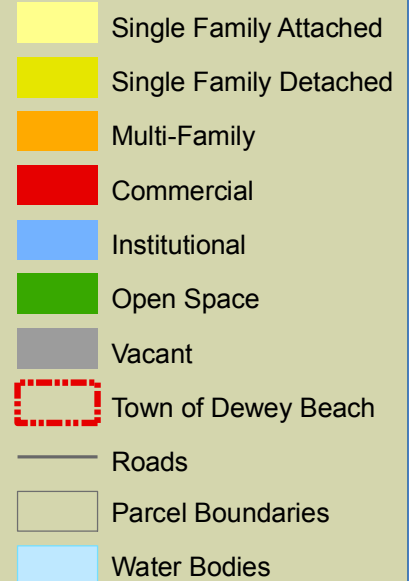 Single Family Attached
Single Family Detached
Multi-Family
Commercial
Institutional
Open Space
Vacant
Town of Dewey Beach
Roads
Parcel Boundaries
Water Bodies